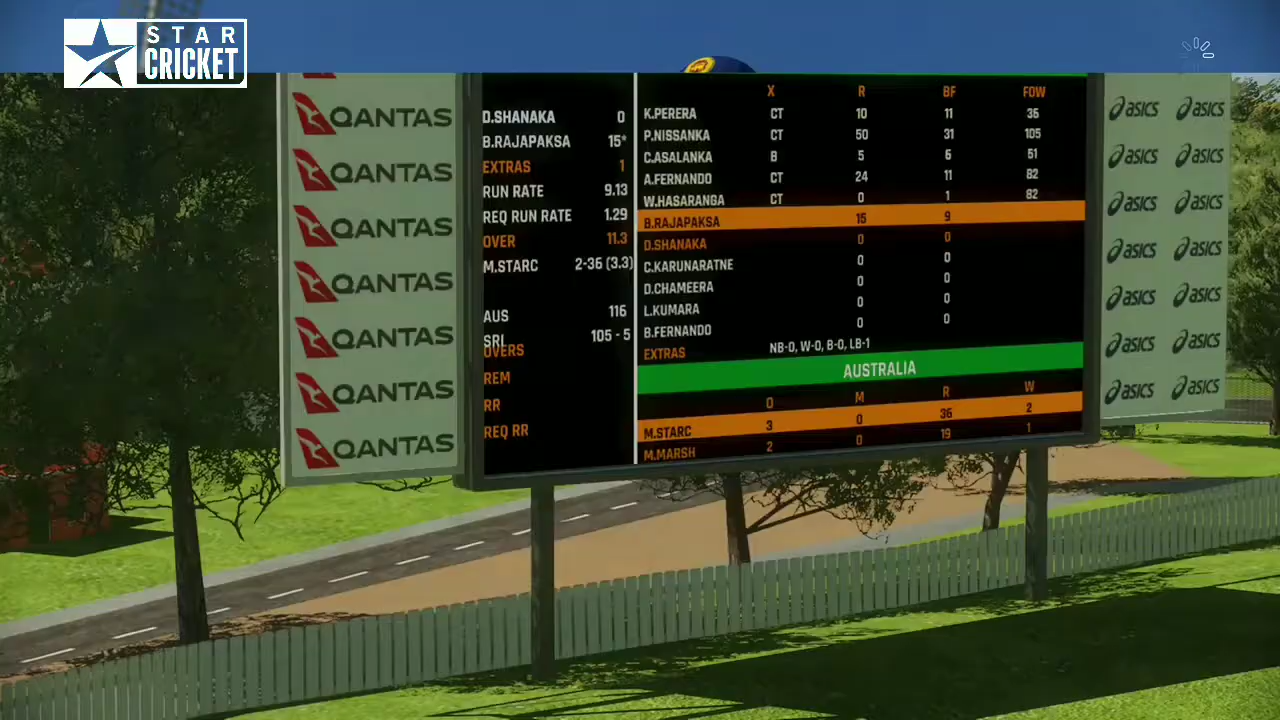 STAR
CRICKET
QANTAS
QANTAS
QANTAS
QANTAS
QANTAS
QANTAS
QANTAS
D.SHANAKA 0
B.RAJAPAKSA 15*
EXTRAS 1
RUN RATE 9.13
REQ RUN RATE 1.29
OVER 11.3
M.STARC 2-36 (3.3)
AUS 116
SRI 105 - 5
OVERS
REM
RR
REQ RR
X R BF FOW
K.PERERA CT 10 11 36
P.NISSANKA CT 50 31 105
C.ASALANKA B 5 6 51
A.FERNANDO CT 24 11 82
W.HASARANGA CT 0 1 82
B.RAJAPAKSA 15 9
D.SHANAKA 0 0
C.KARUNARATNE 0 0
D.CHAMEERA 0 0
L.KUMARA 0 0
B.FERNANDO 0 0
EXTRAS NB-0, W-0, B-0, LB-1
AUSTRALIA
O M R W
M.STARC 3 0 36 2
M.MARSH 2 0 19 1
asics asics
asics asics
asics asics
asics asics
asics asics
asics asics
asics asics